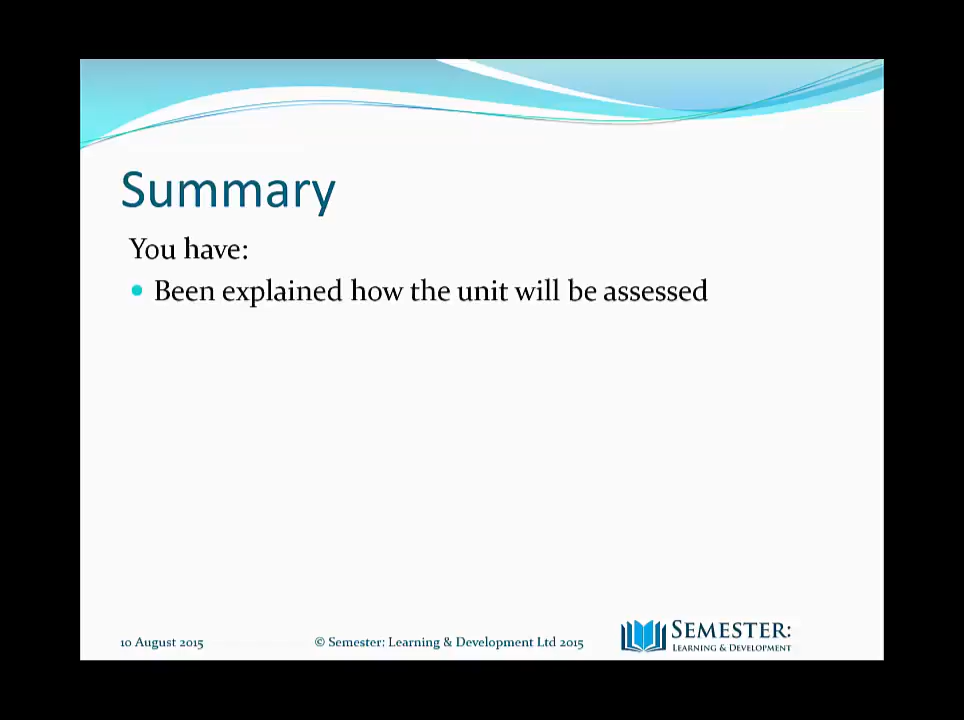 Summary
You have:
Been explained how the unit will be assessed
10 August 2015
© Semester: Learning & Development Ltd 2015
SEMESTER:
LEARNING & DEVELOPMENT